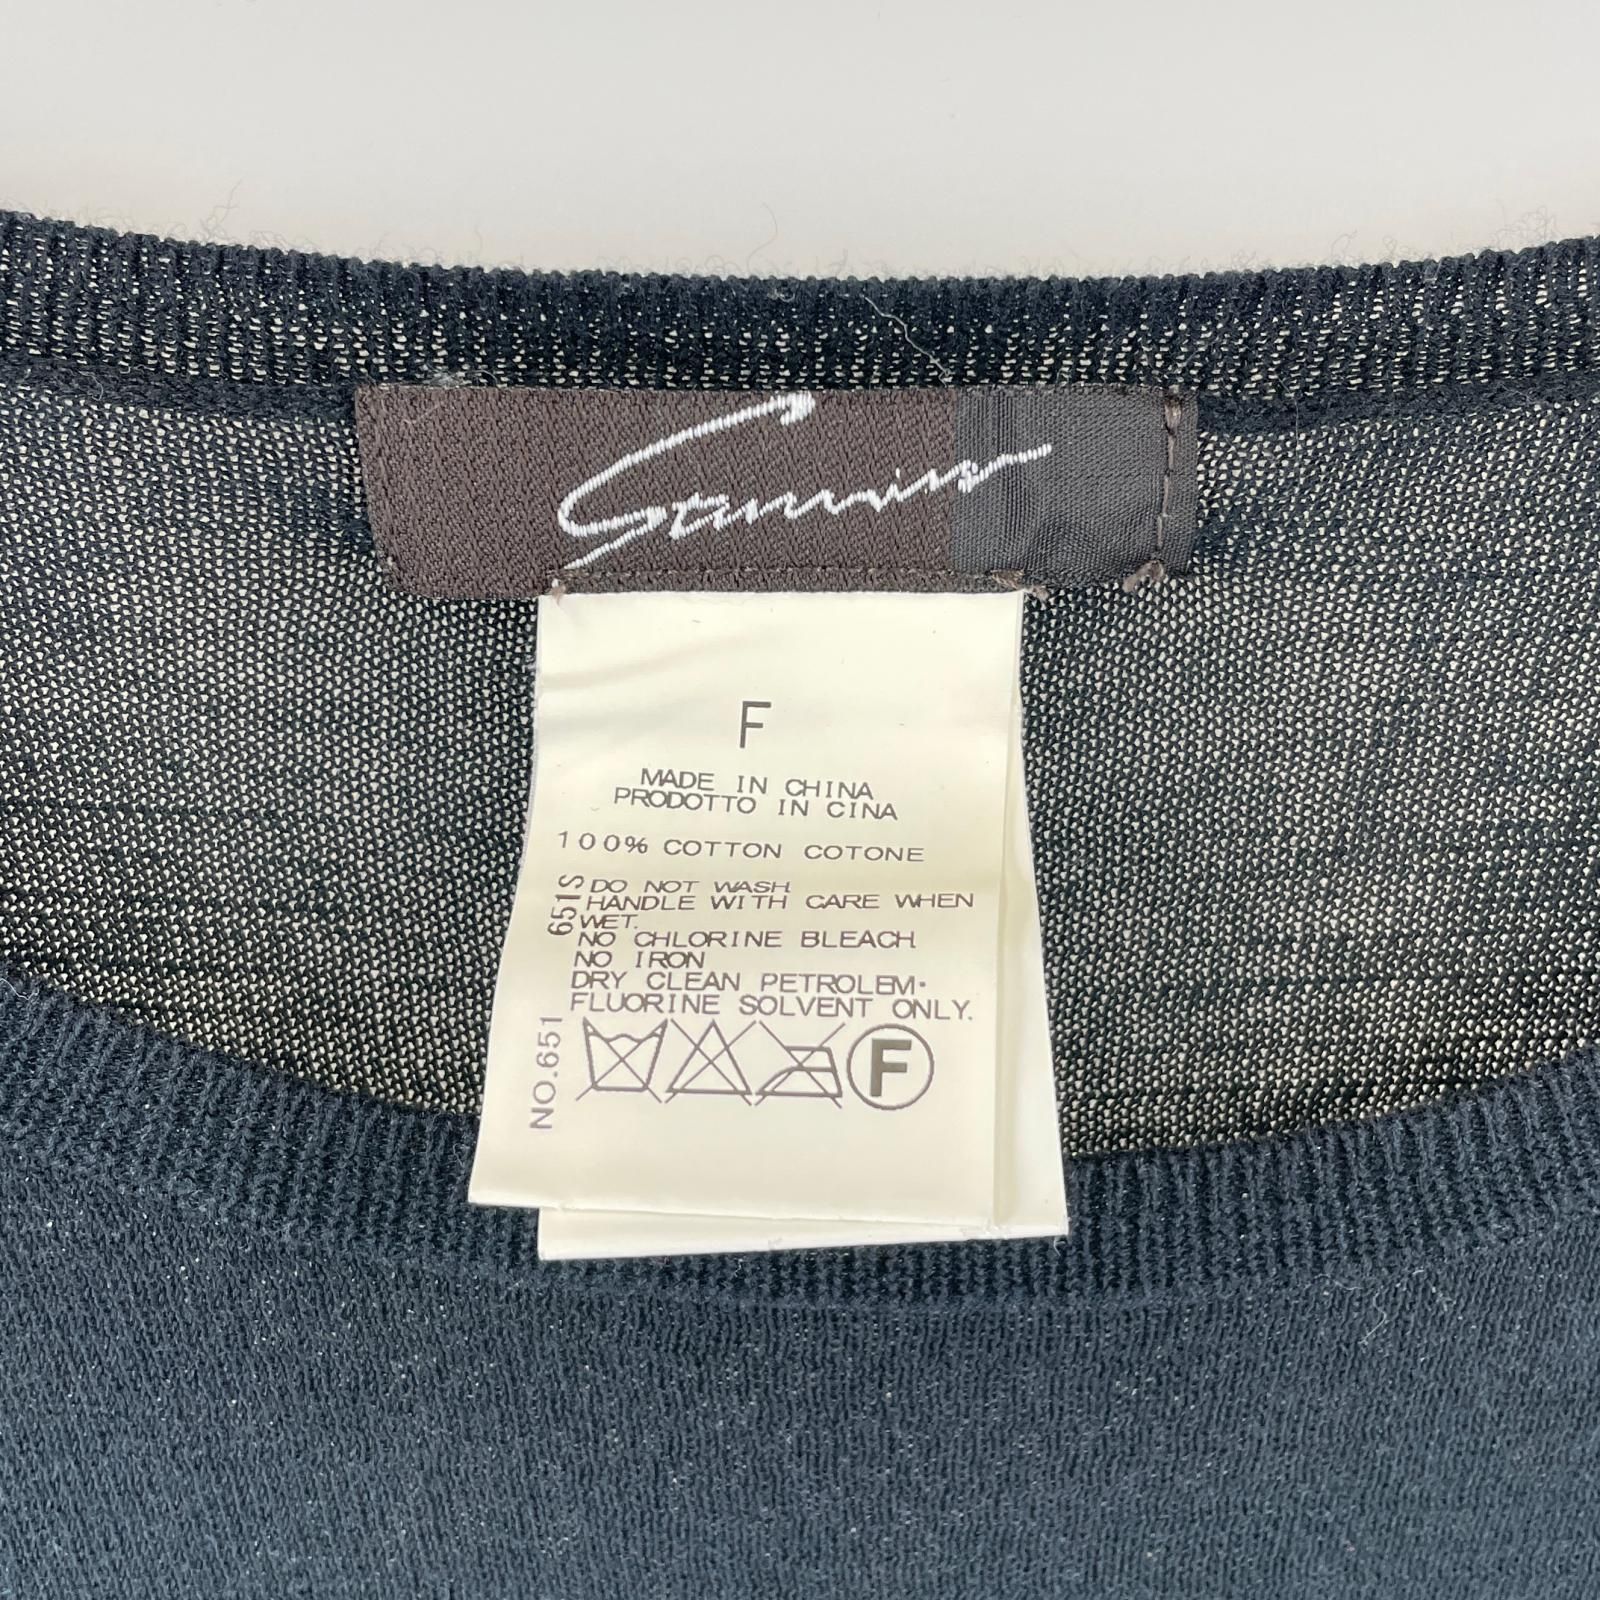 F
MADE IN CHINA
PRODOTTO IN CINA
100% COTTON COTONE
DO NOT WASH
HANDLE WITH CARE WHEN
WET.
NO CHLORINE BLEACH
NO IRON
DRY CLEAN PETROLEM·
FLUORINE SOLVENT ONLY.
F
NO.651 651S